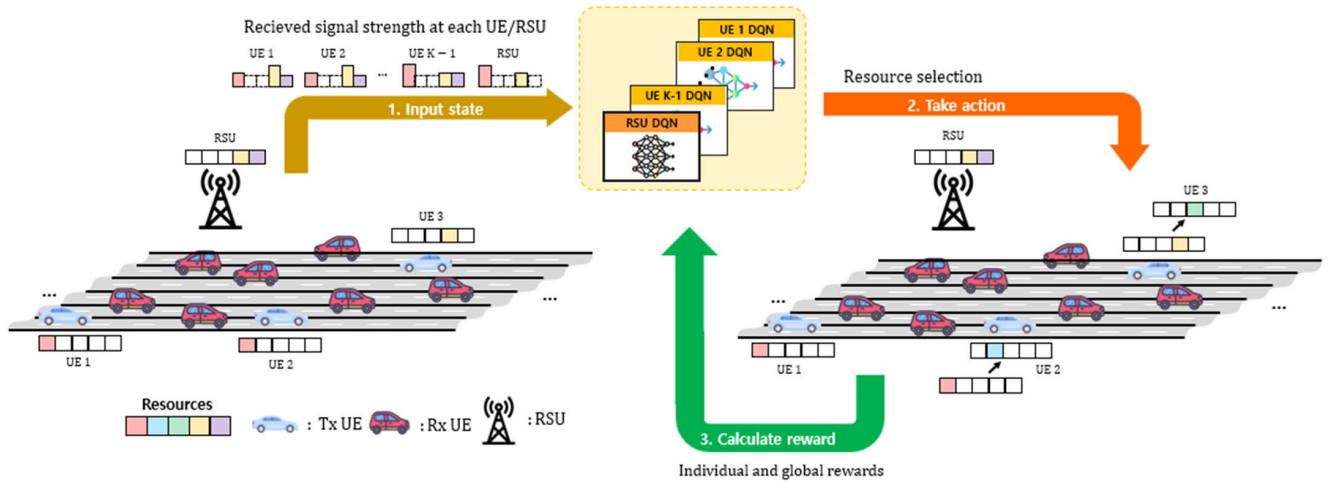 Recieved signal strength at each UE/RSU
UE 1
UE 2
...
UE K − 1
RSU
1. Input state
UE 1 DQN
UE 2 DQN
UE K-1 DQN
RSU DQN
Resource selection
2. Take action
RSU
UE 3
...
...
UE 1
UE 2
RSU
UE 3
...
...
UE 1
UE 2
Resources
: Tx UE
: Rx UE
: RSU
3. Calculate reward
Individual and global rewards